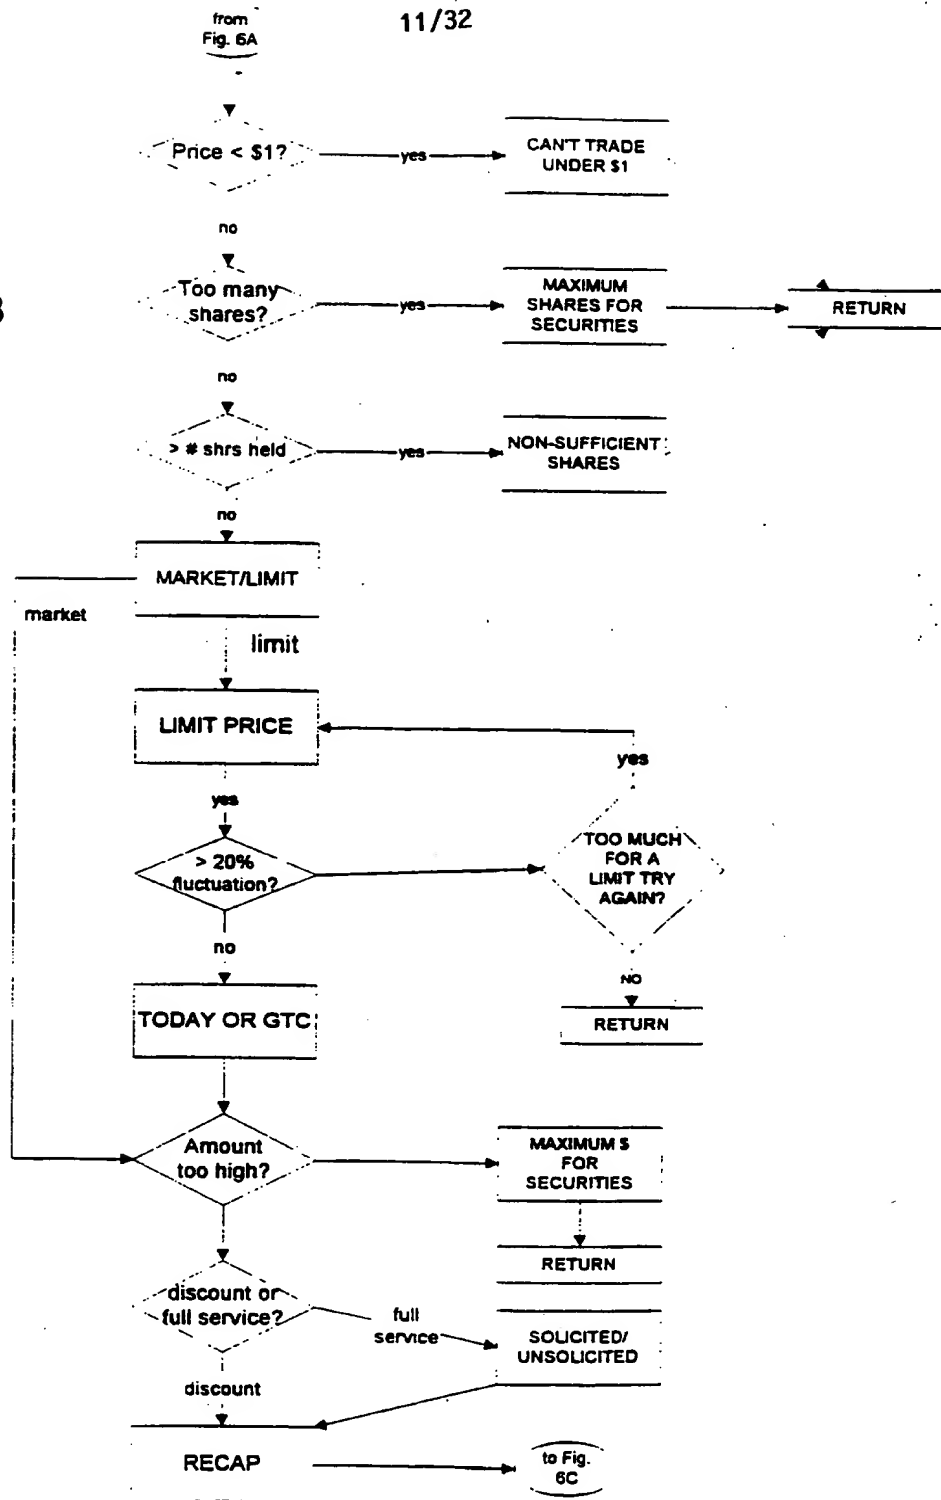 from
Fig. 6A
11/32
Price < $1?
yes
CAN'T TRADE
UNDER $1
no
Too many
shares?
yes
MAXIMUM
SHARES FOR
SECURITIES
RETURN
no
> # shrs held
yes
NON-SUFFICIENT
SHARES
no
MARKET/LIMIT
market
limit
LIMIT PRICE
yes
yes
> 20%
fluctuation?
TOO MUCH
FOR A
LIMIT TRY
AGAIN?
no
NO
TODAY OR GTC
RETURN
Amount
too high?
MAXIMUM $
FOR
SECURITIES
RETURN
discount or
full service?
full
service
SOLICITED/
UNSOLICITED
discount
RECAP
to Fig.
6C